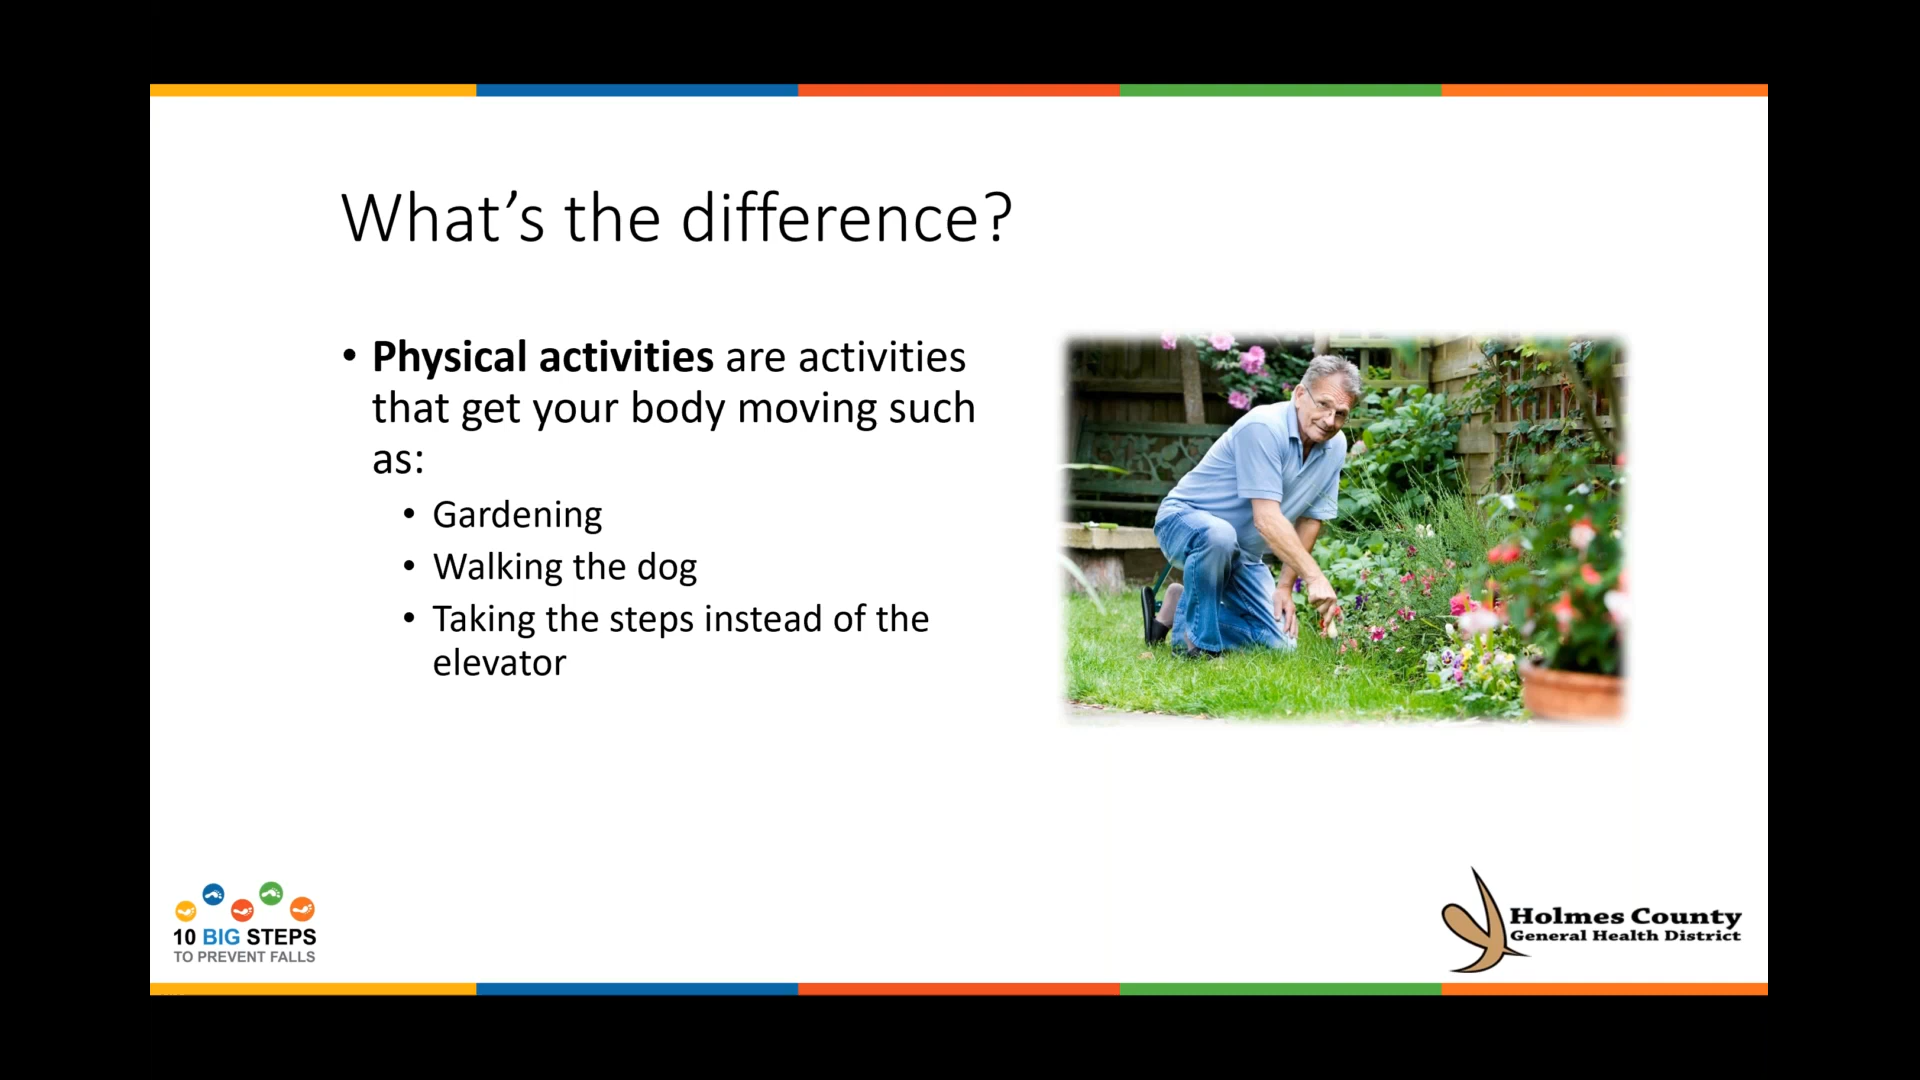 What’s the difference?
• Physical activities are activities
that get your body moving such
as:
• Gardening
• Walking the dog
• Taking the steps instead of the
elevator
10 BIG STEPS
TO PREVENT FALLS
Holmes County
General Health District